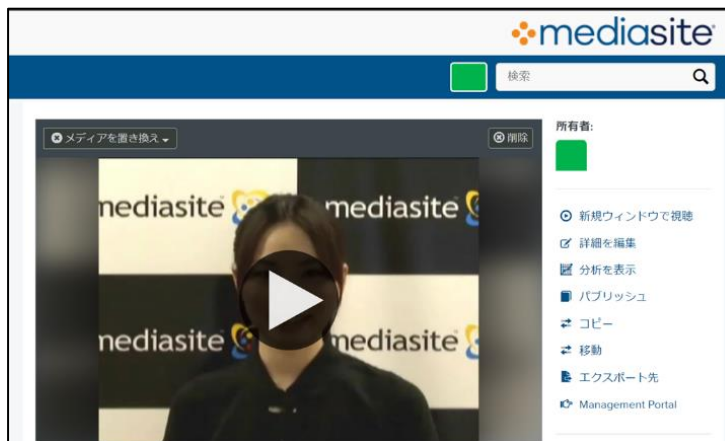 mediasite
検索
メディアを置き換え
削除
所有者:
mediasite
mediasite
新規ウィンドウで視聴
詳細を編集
分析を表示
パブリッシュ
コピー
移動
エクスポート先
Management Portal
mediasite
mediasite